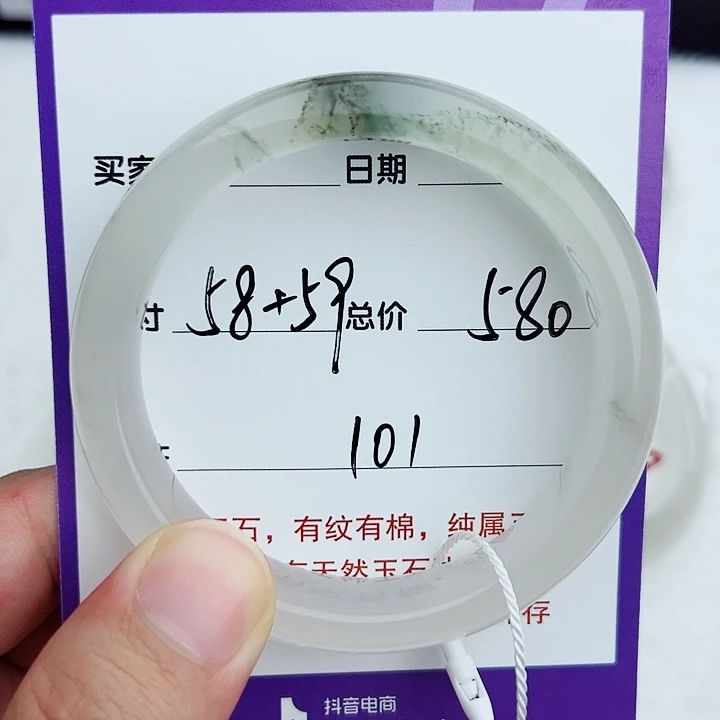 买家 日期
寸 58+59 总价 580
101
石，有纹有棉，纯属
天然玉石
存
抖音电商